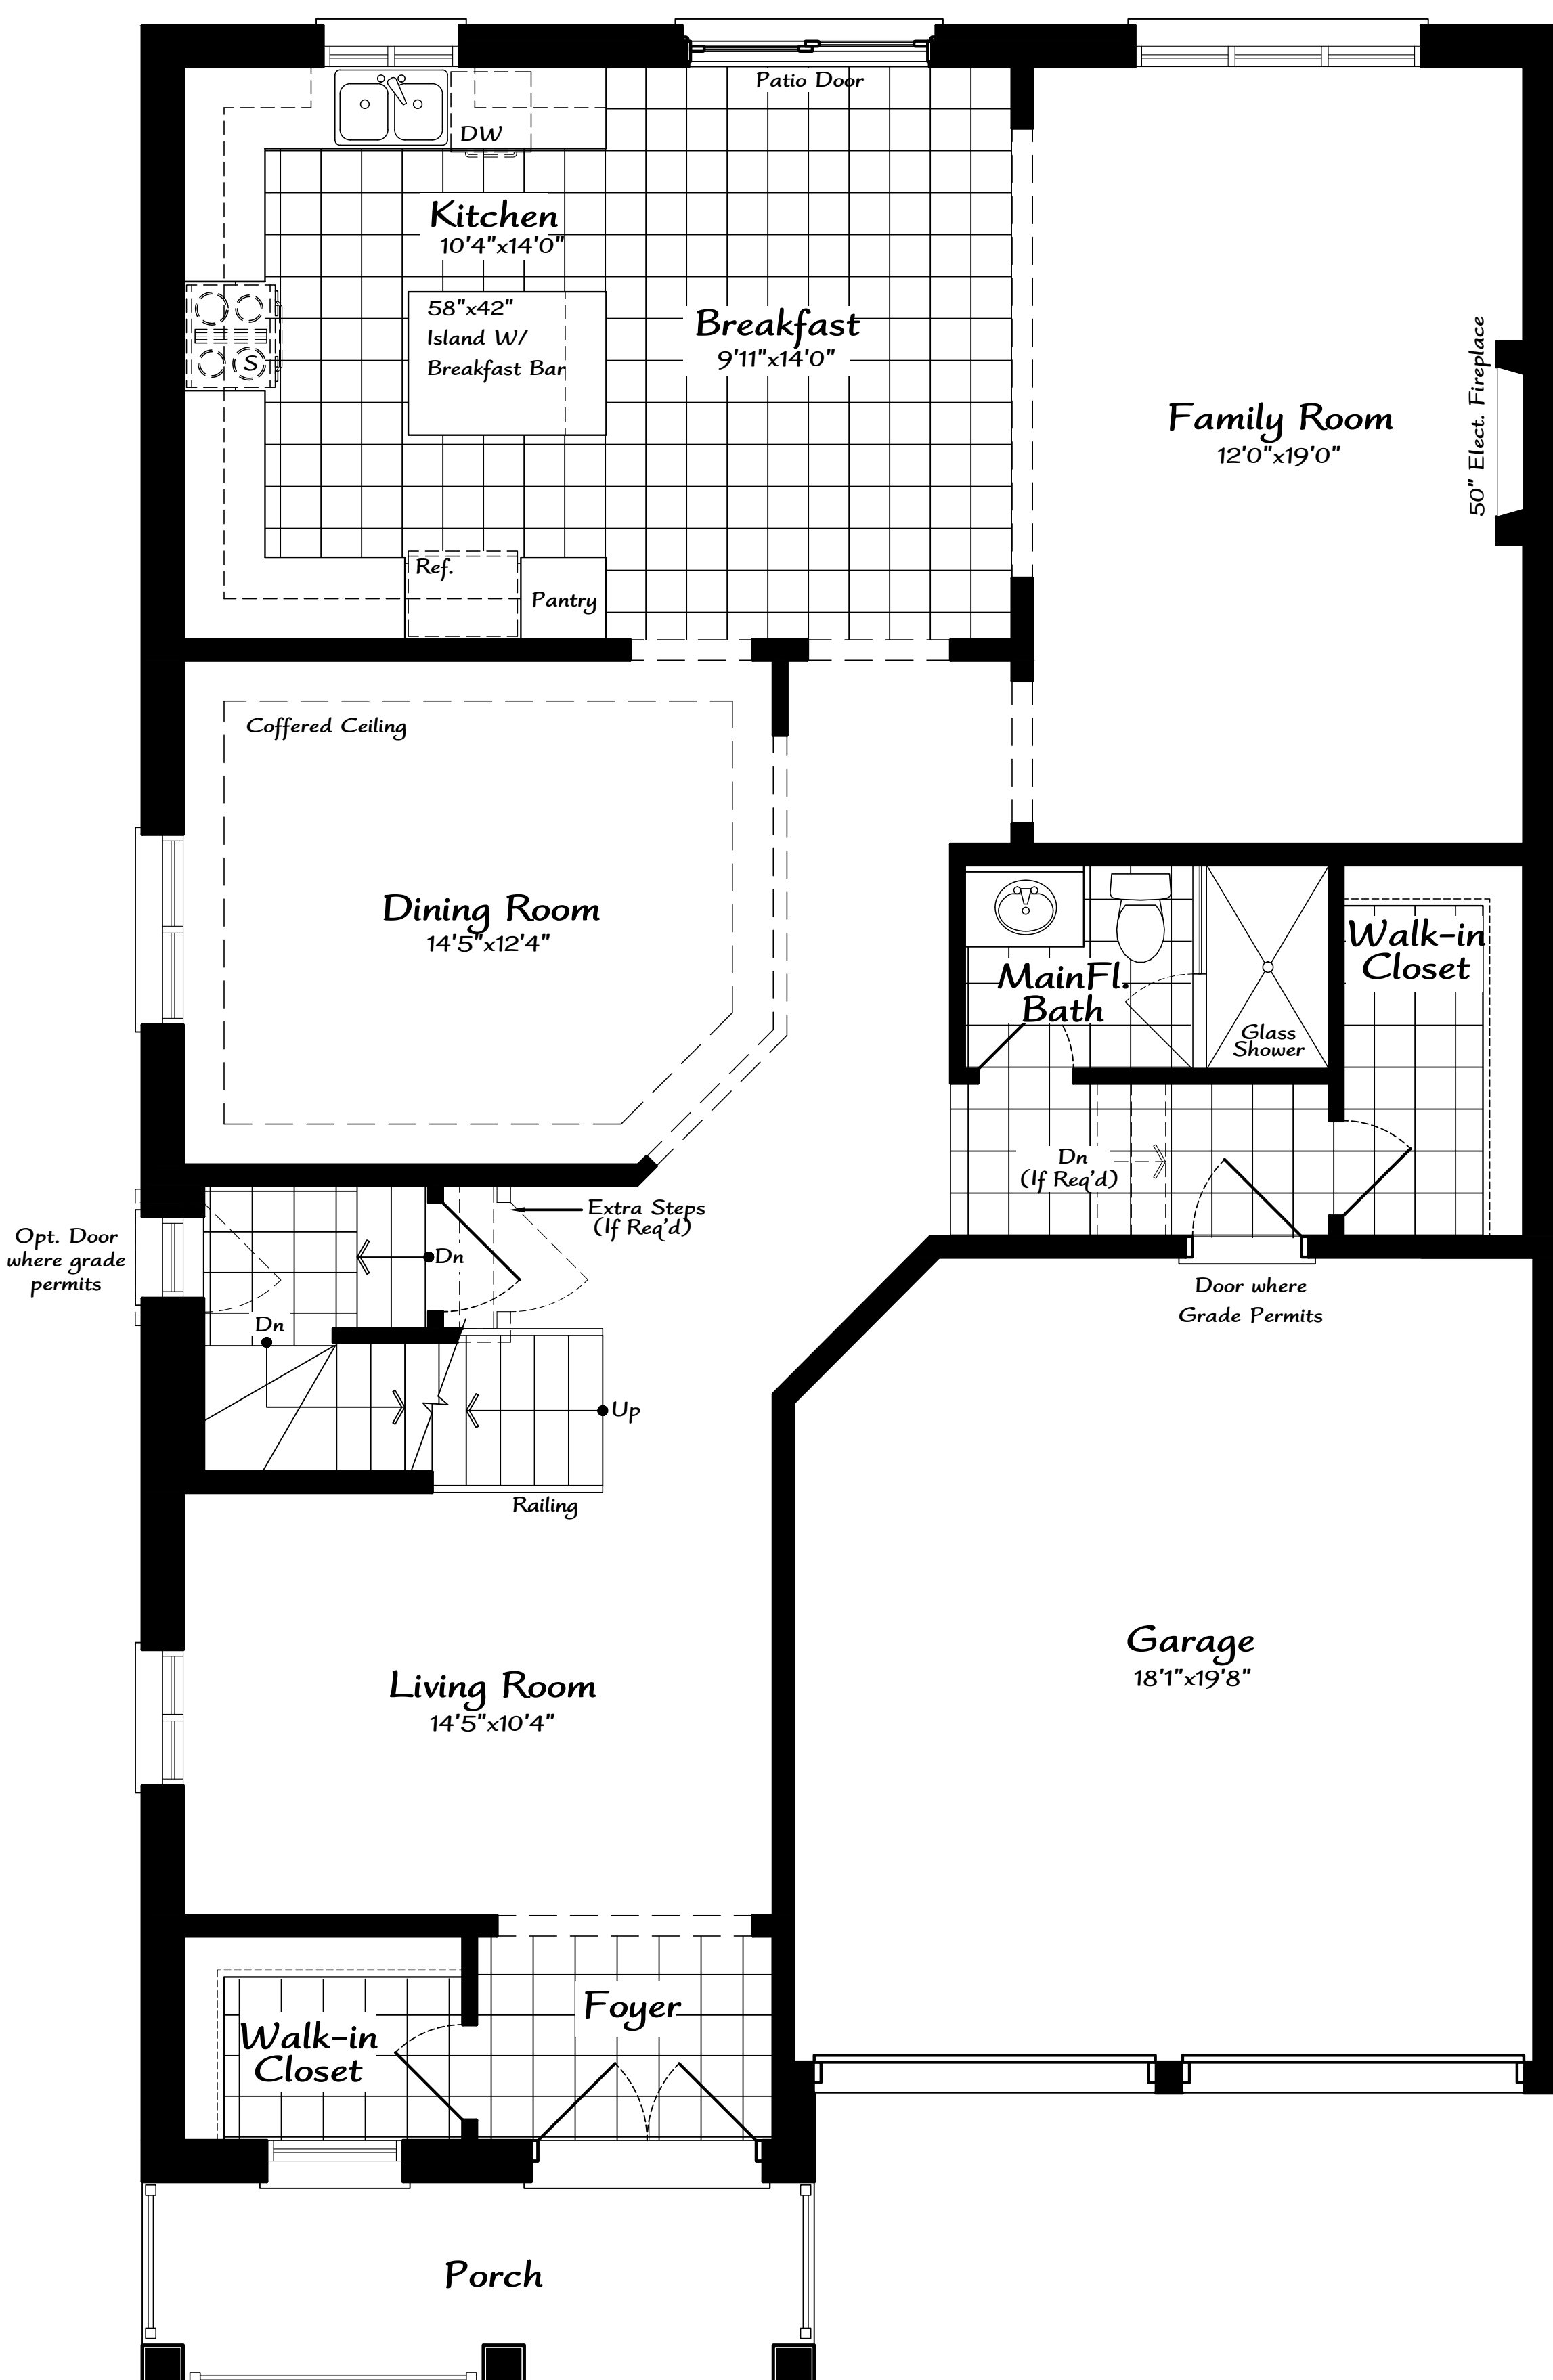 Patio Door
DW
Kitchen
10'4"x14'0"
58"x42"
Island W/
Breakfast Bar
Breakfast
9'11"x14'0"
S
Family Room
12'0"x19'0"
50" Elect. Fireplace
Ref.
Pantry
Coffered Ceiling
Dining Room
14'5"x12'4"
MainFl.
Bath
Glass
Shower
Walk-in
Closet
Dn
(If Req'd)
Extra Steps
(If Req'd)
Opt. Door
where grade
permits
Dn
Dn
Door where
Grade Permits
Up
Railing
Living Room
14'5"x10'4"
Garage
18'1"x19'8"
Foyer
Walk-in
Closet
Porch